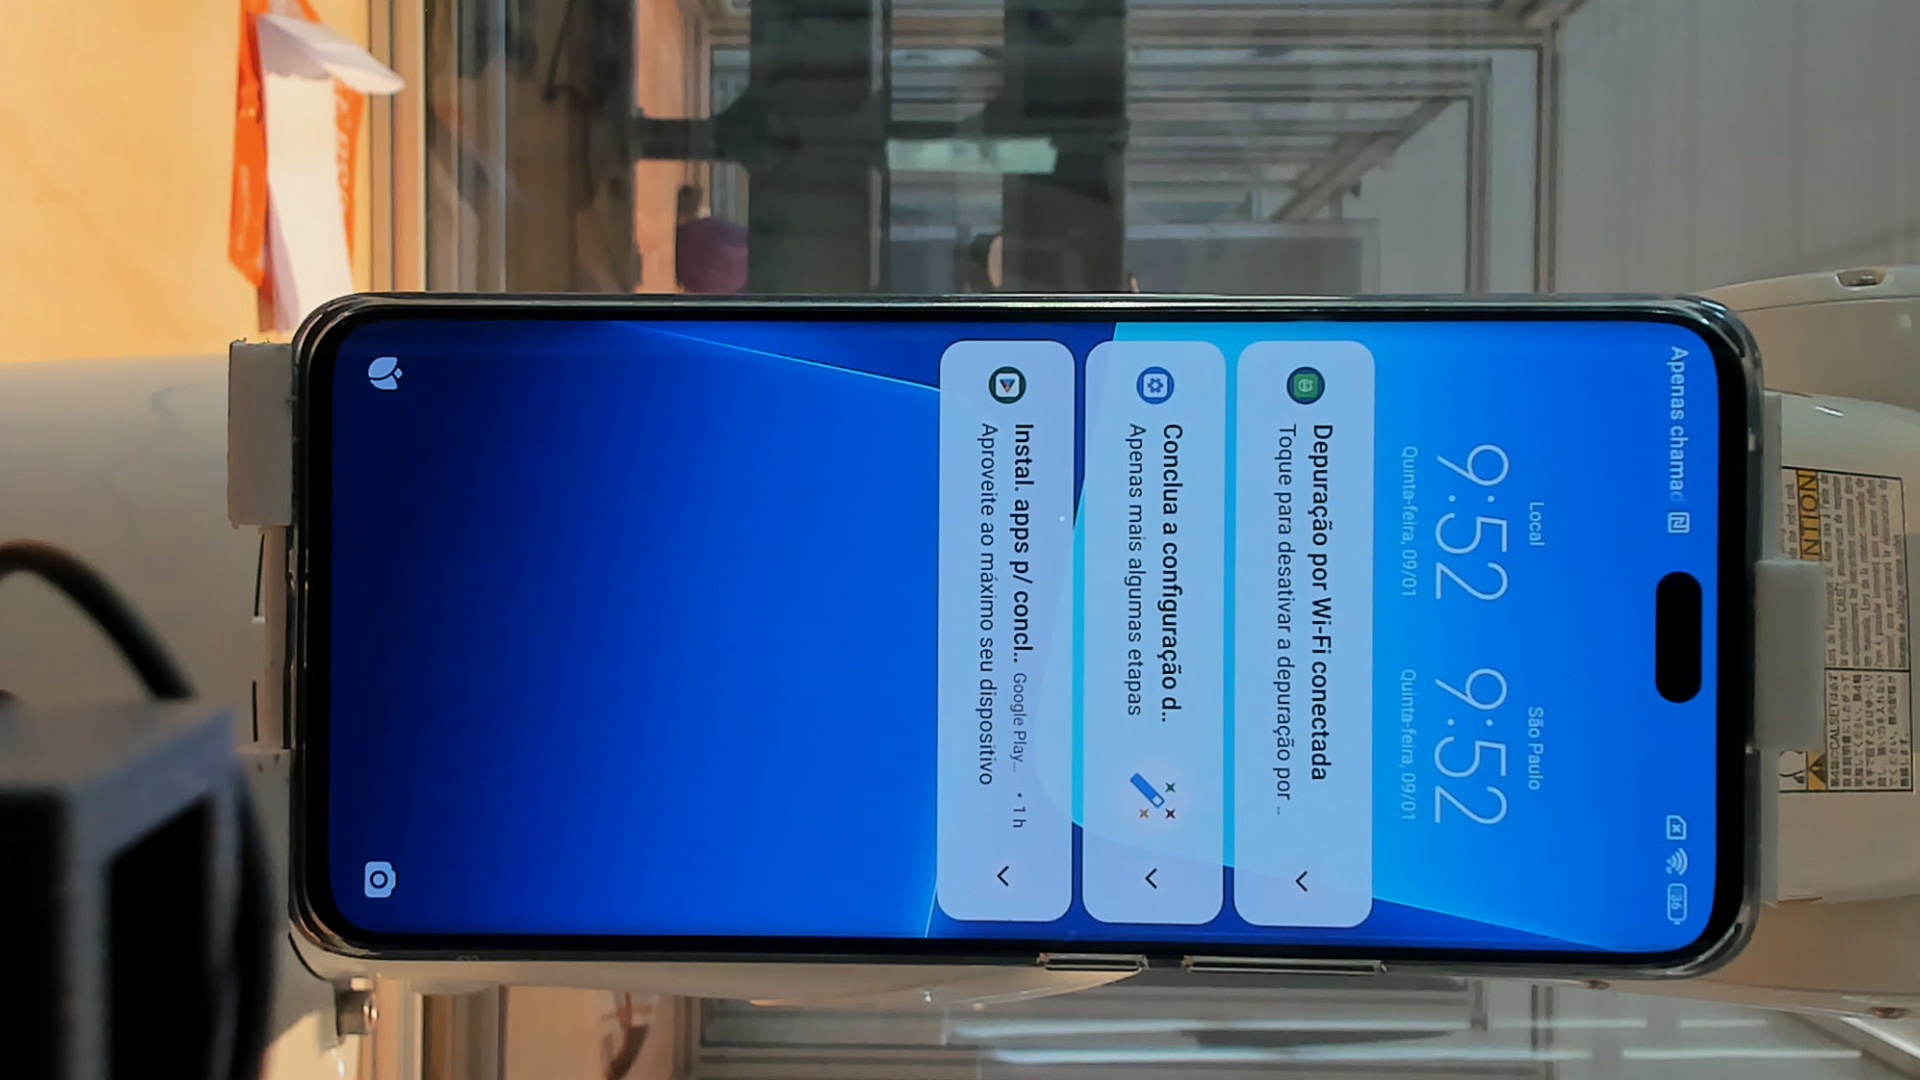 Apenas chamad
36
Local
9:52
Quinta-feira, 09/01
São Paulo
9:52
Quinta-feira, 09/01
Depuração por Wi-Fi conectada
Toque para desativar a depuração por ..
Conclua a configuração d..
Apenas mais algumas etapas
Instal. apps p/ concl.. Google Play... • 1 h
Aproveite ao máximo seu dispositivo